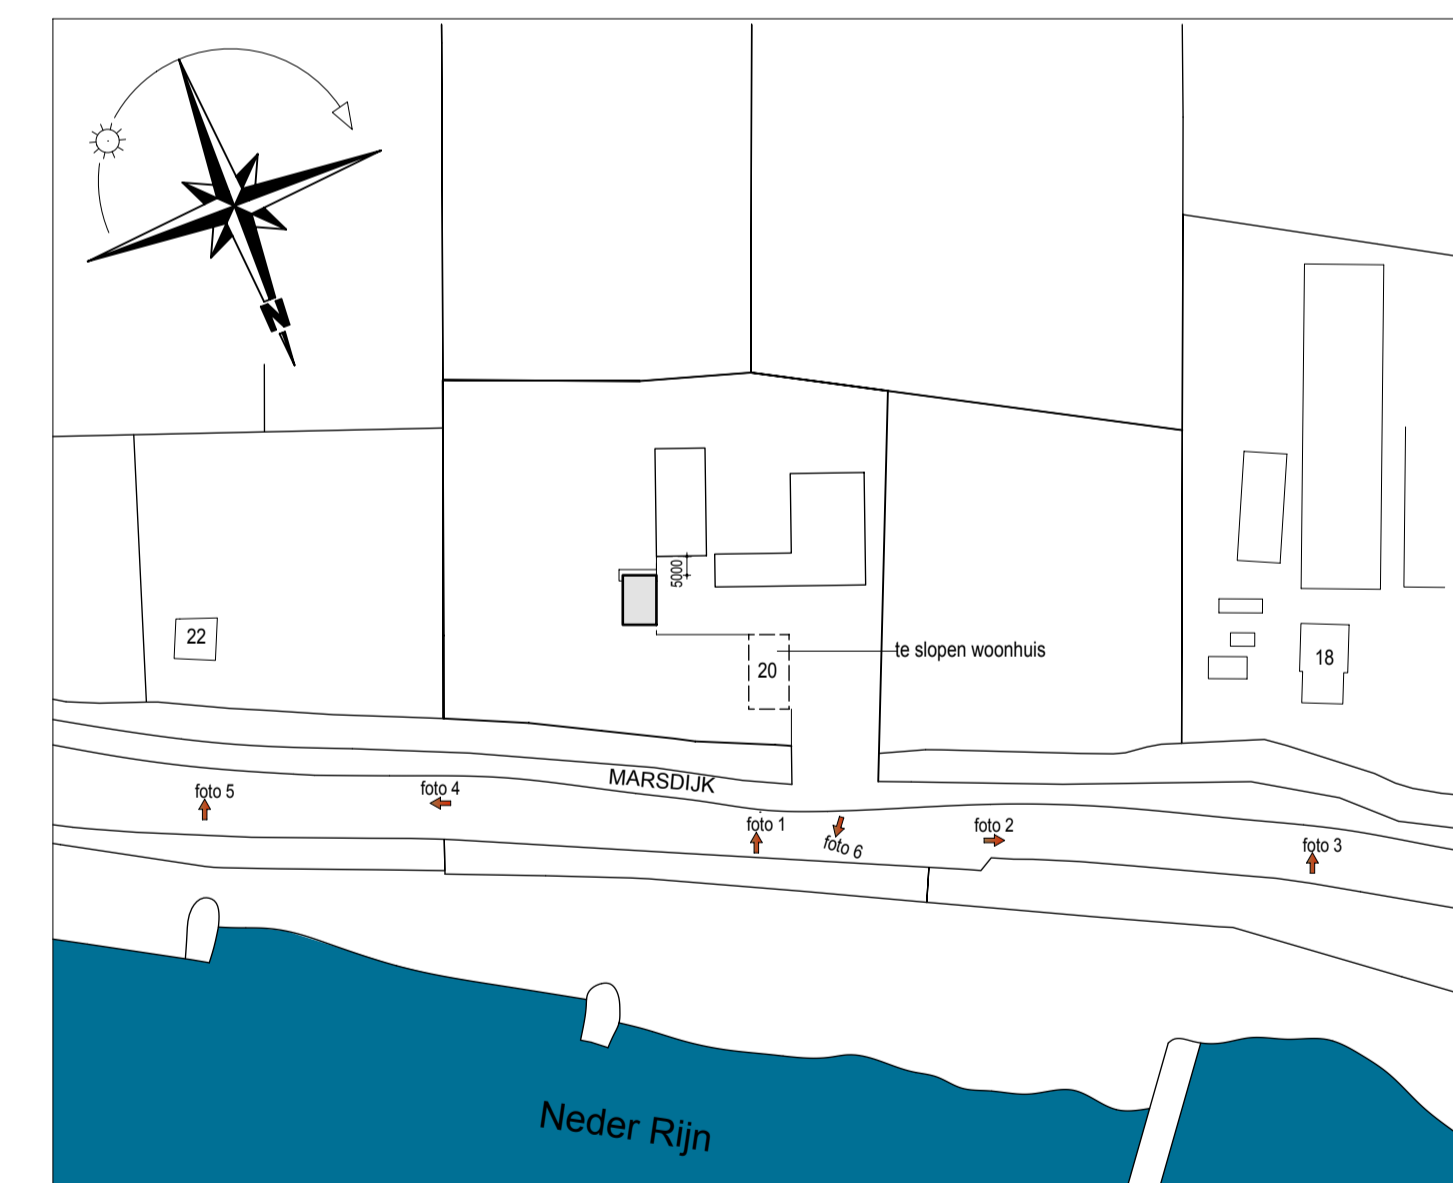 N
5000
22
te slopen woonhuis
20
18
MARSDIJK
foto 5
foto 4
foto 1
foto 6
foto 2
foto 3
Neder Rijn